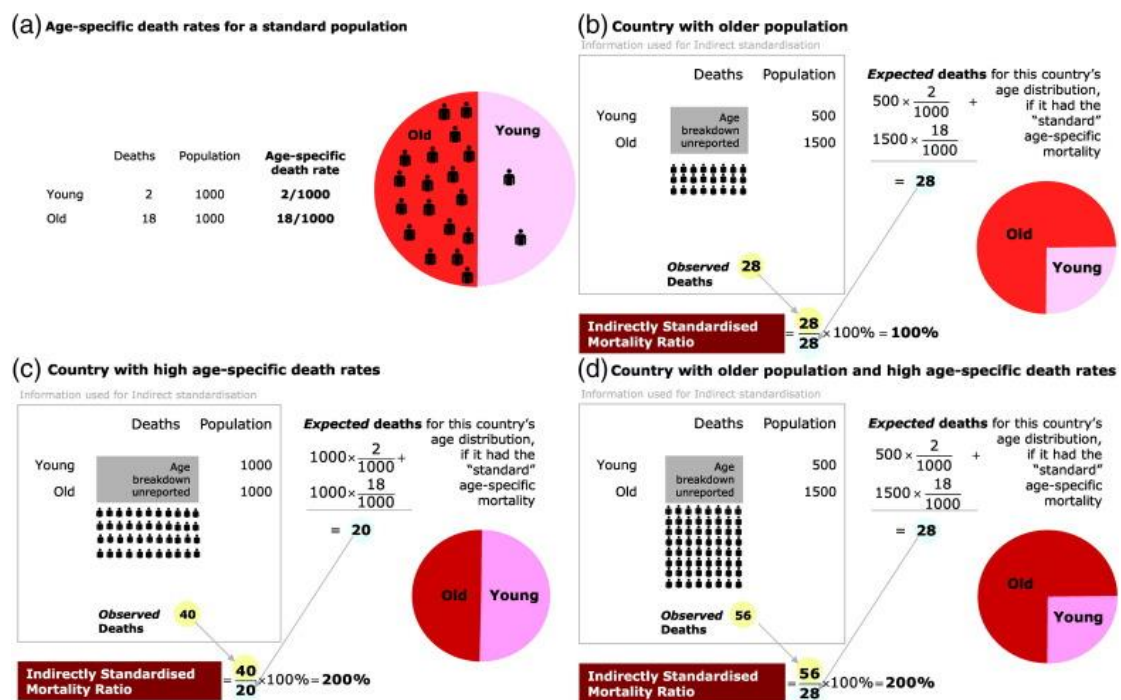 (a) Age-specific death rates for a standard population
Deaths Population Age-specific
death rate
Young 2 1000 2/1000
Old 18 1000 18/1000
Old
Young
(b) Country with older population
Information used for Indirect standardisation
Deaths Population
Young 500
Old 1500
Age
breakdown
unreported
Observed 28
Deaths
Expected deaths for this country's
age distribution,
if it had the
"standard"
age-specific
mortality
500 × 2/1000 +
1500 × 18/1000
= 28
Old
Young
Indirectly Standardised
Mortality Ratio
= 28/28 ×100% = 100%
(c) Country with high age-specific death rates
Information used for Indirect standardisation
Deaths Population
Young 1000
Old 1000
Age
breakdown
unreported
Observed 40
Deaths
Expected deaths for this country's
age distribution,
if it had the
"standard"
age-specific
mortality
1000 × 2/1000 +
1000 × 18/1000
= 20
Old
Young
Indirectly Standardised
Mortality Ratio
= 40/20 ×100% = 200%
(d) Country with older population and high age-specific death rates
Information used for Indirect standardisation
Deaths Population
Young 500
Old 1500
Age
breakdown
unreported
Observed 56
Deaths
Expected deaths for this country's
age distribution,
if it had the
"standard"
age-specific
mortality
500 × 2/1000 +
1500 × 18/1000
= 28
Old
Young
Indirectly Standardised
Mortality Ratio
= 56/28 ×100% = 200%